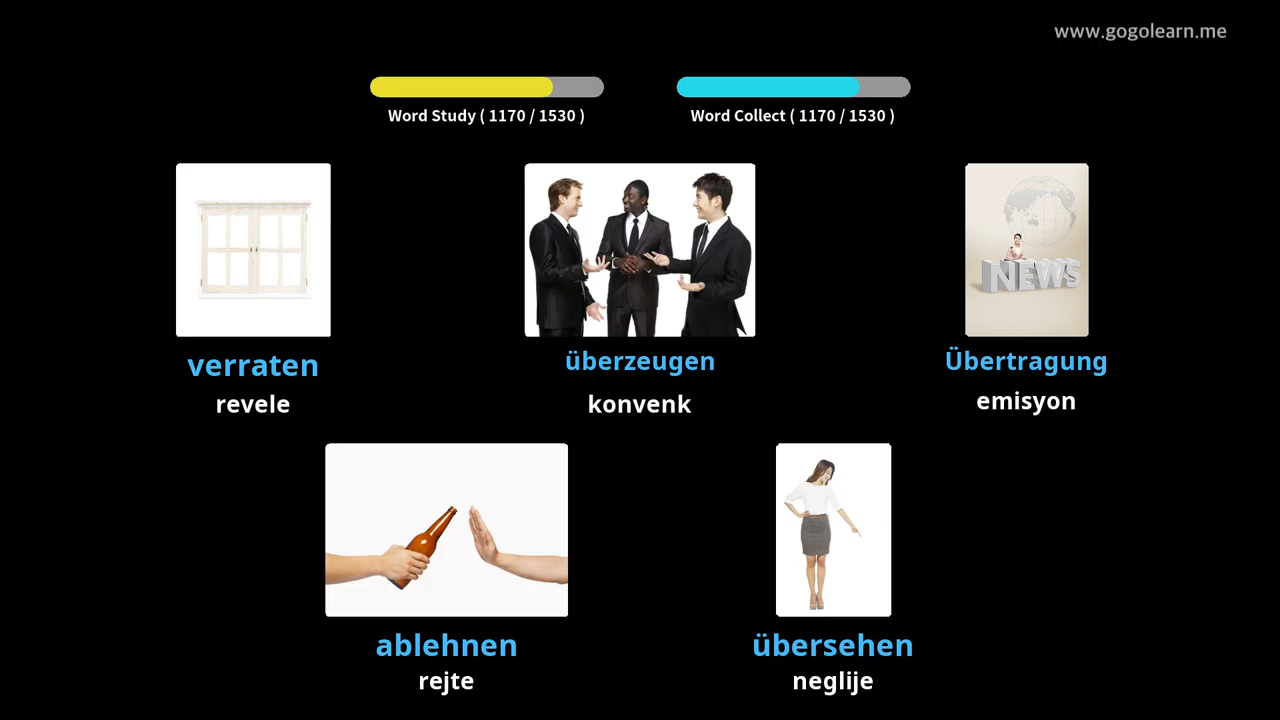 www.gogolearn.me
Word Study ( 1170 / 1530 )
Word Collect ( 1170 / 1530 )
NEWS
verraten
revele
überzeugen
konvenk
Übertragung
emisyon
ablehnen
rejte
übersehen
neglije